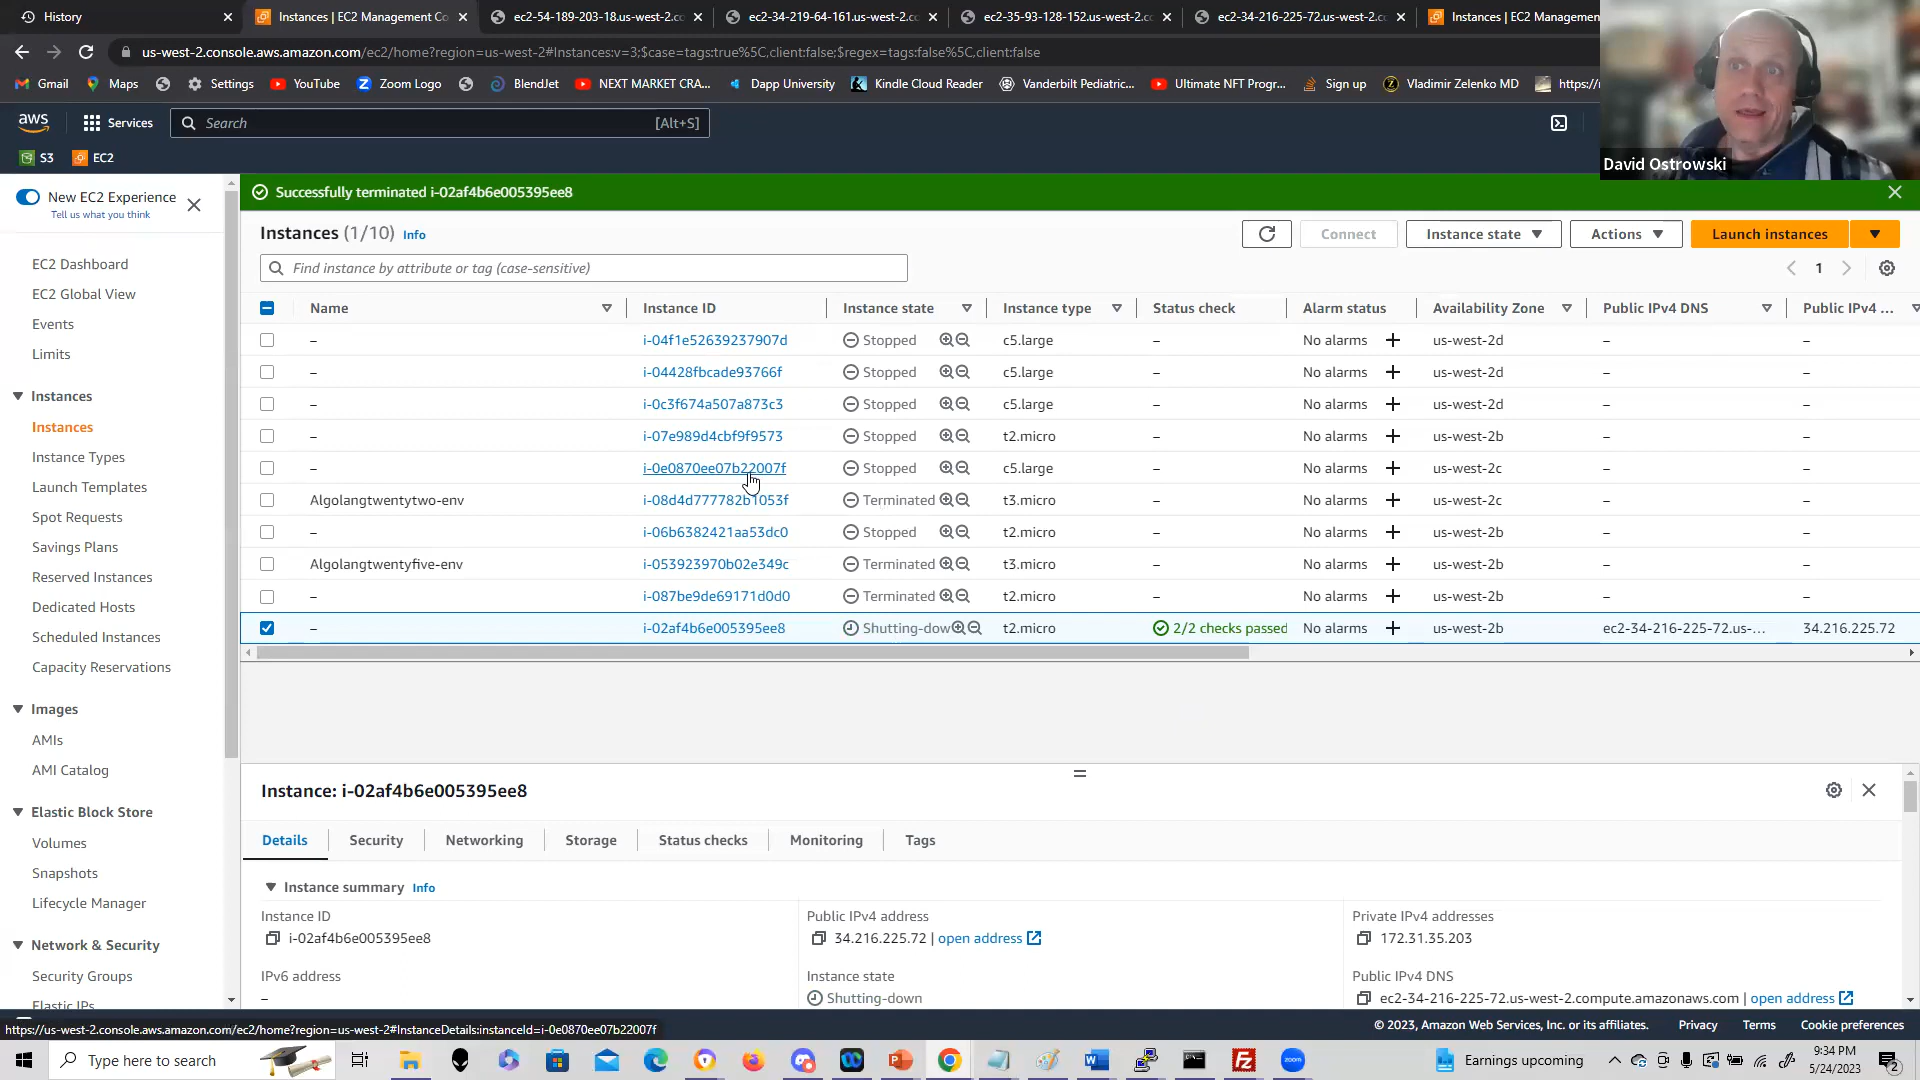 History
Instances | EC2 Management Co
ec2-54-189-203-18.us-west-2.co
ec2-34-219-64-161.us-west-2.co
ec2-35-93-128-152.us-west-2.c
ec2-34-216-225-72.us-west-2.c
Instances | EC2 Management
us-west-2.console.aws.amazon.com/ec2/home?region=us-west-2#Instances:v=3;$case=tags:true%5C,client:false;$regex=tags:false%5C,client:false
Gmail
Maps
Settings
YouTube
Zoom Logo
BlendJet
NEXT MARKET CRA...
Dapp University
Kindle Cloud Reader
Vanderbilt Pediatric...
Ultimate NFT Progr...
Sign up
Vladimir Zelenko MD
https://
aws
Services
Search
[Alt+S]
David Ostrowski
S3
EC2
New EC2 Experience
Tell us what you think
Successfully terminated i-02af4b6e005395ee8
Instances (1/10) Info
Connect
Instance state
Actions
Launch instances
Find instance by attribute or tag (case-sensitive)
1
Name Instance ID Instance state Instance type Status check Alarm status Availability Zone Public IPv4 DNS Public IPv4 ...
– i-04f1e52639237907d Stopped c5.large – No alarms + us-west-2d – –
– i-04428fbcade93766f Stopped c5.large – No alarms + us-west-2d – –
– i-0c3f674a507a873c3 Stopped c5.large – No alarms + us-west-2d – –
– i-07e989d4cbf9f9573 Stopped t2.micro – No alarms + us-west-2b – –
– i-0e0870ee07b22007f Stopped c5.large – No alarms + us-west-2c – –
Algolangtwentytwo-env i-08d4d777782b1053f Terminated t3.micro – No alarms + us-west-2c – –
– i-06b6382421aa53dc0 Stopped t2.micro – No alarms + us-west-2b – –
Algolangtwentyfive-env i-053923970b02e349c Terminated t3.micro – No alarms + us-west-2b – –
– i-087be9de69171d0d0 Terminated t2.micro – No alarms + us-west-2b – –
– i-02af4b6e005395ee8 Shutting-dow t2.micro 2/2 checks passed No alarms + us-west-2b ec2-34-216-225-72.us-... 34.216.225.72
EC2 Dashboard
EC2 Global View
Events
Limits
Instances
Instances
Instance Types
Launch Templates
Spot Requests
Savings Plans
Reserved Instances
Dedicated Hosts
Scheduled Instances
Capacity Reservations
Images
AMIs
AMI Catalog
Elastic Block Store
Volumes
Snapshots
Lifecycle Manager
Network & Security
Security Groups
Elastic IPs
Instance: i-02af4b6e005395ee8
Details
Security
Networking
Storage
Status checks
Monitoring
Tags
Instance summary Info
Instance ID
i-02af4b6e005395ee8
Public IPv4 address
34.216.225.72 | open address
Private IPv4 addresses
172.31.35.203
IPv6 address
–
Instance state
Shutting-down
Public IPv4 DNS
ec2-34-216-225-72.us-west-2.compute.amazonaws.com | open address
https://us-west-2.console.aws.amazon.com/ec2/home?region=us-west-2#InstanceDetails:instanceId=i-0e0870ee07b22007f
© 2023, Amazon Web Services, Inc. or its affiliates.
Privacy
Terms
Cookie preferences
Type here to search
zoom
Earnings upcoming
9:34 PM
5/24/2023
2